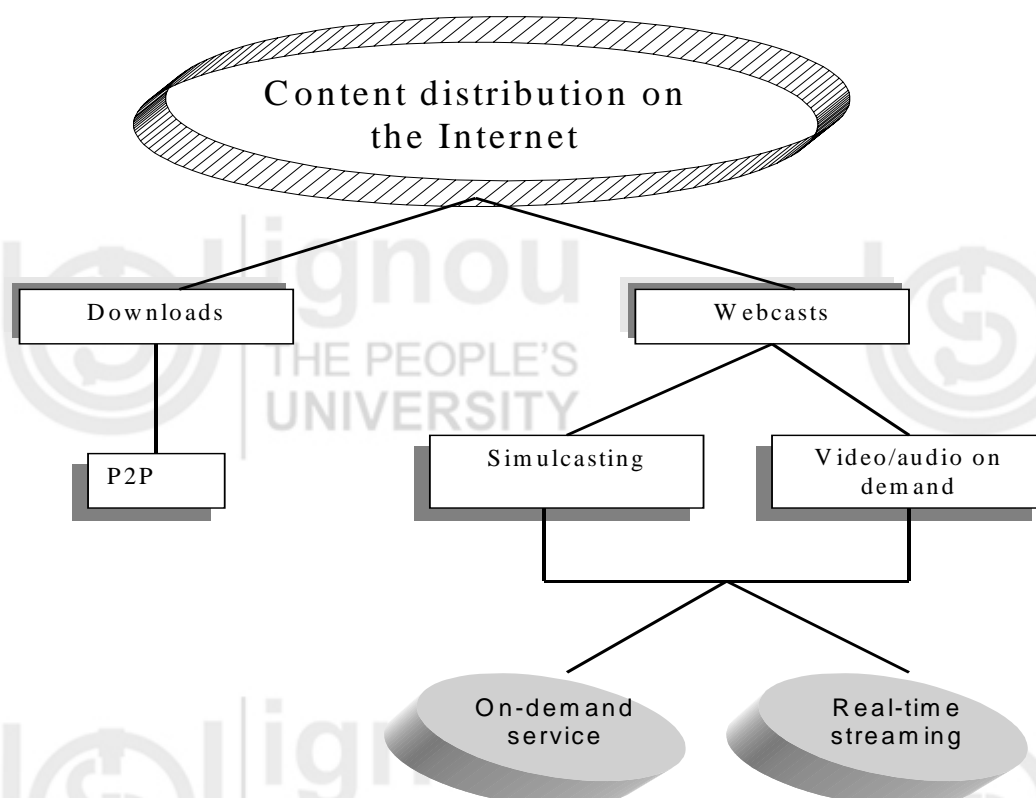 Content distribution on
the Internet
ignou
THE PEOPLE'S
UNIVERSITY
Downloads
Webcasts
P2P
Simulcasting
Video/audio on
demand
On-demand
service
Real-time
streaming